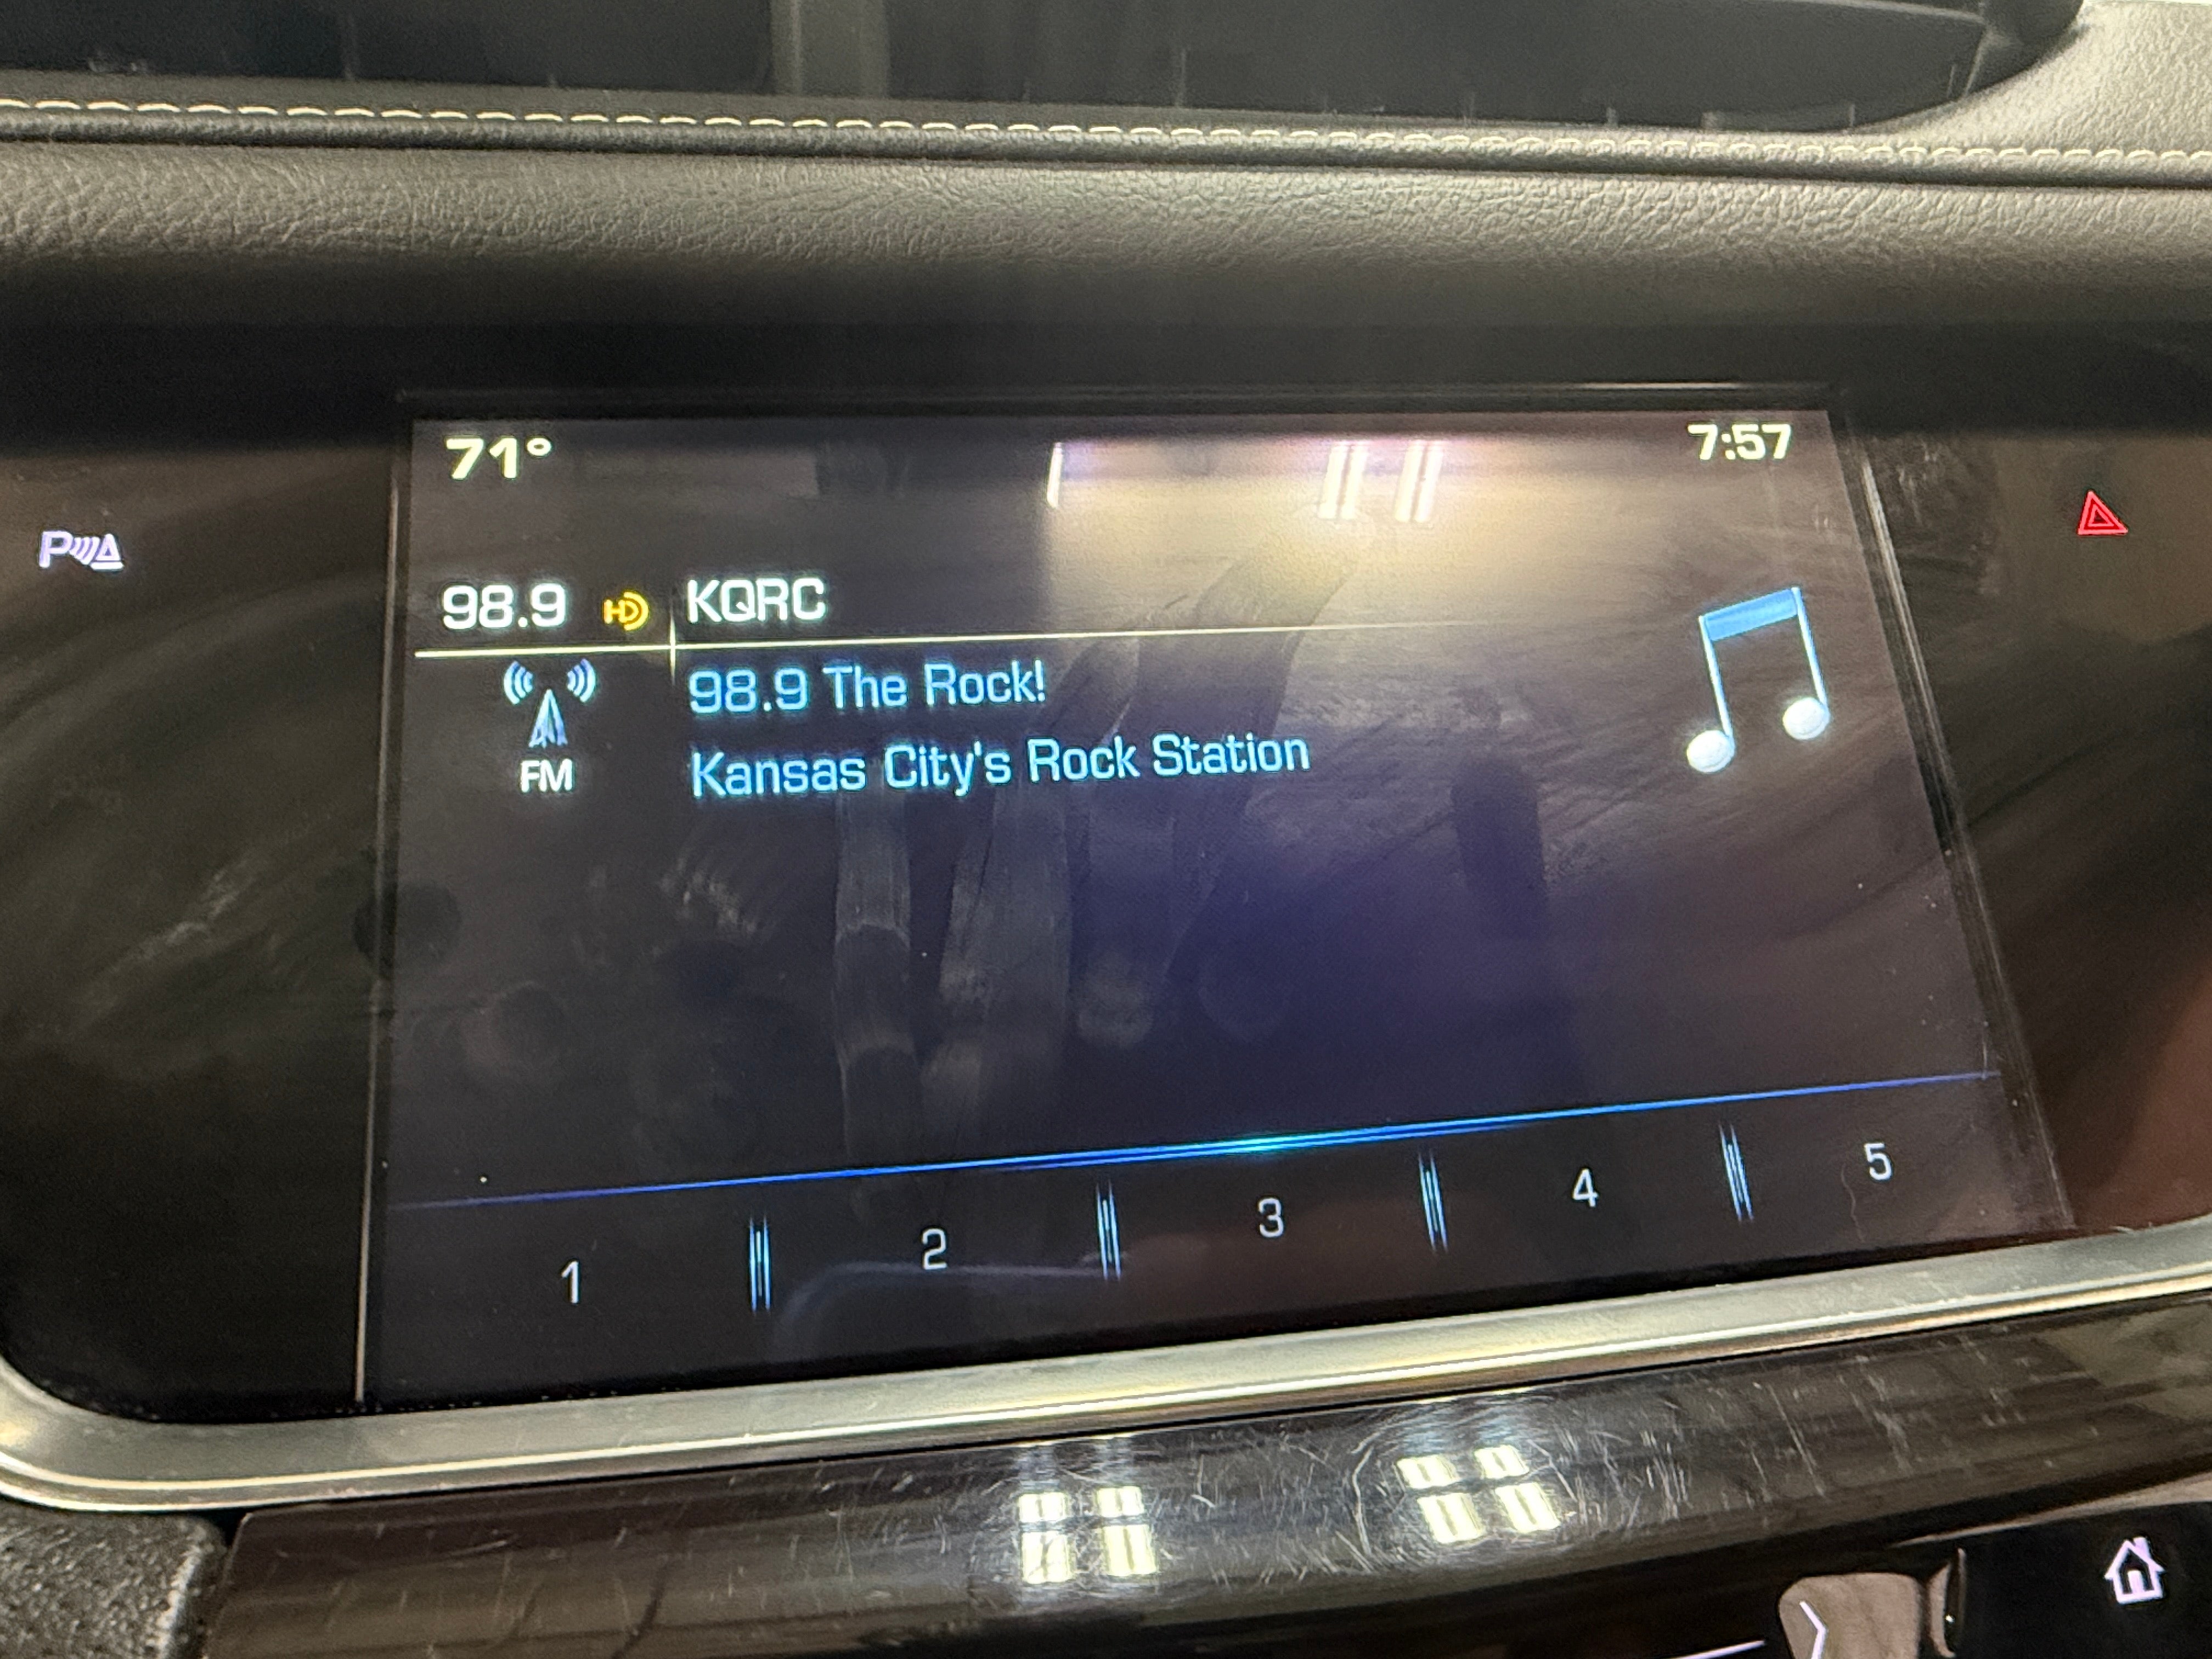 71° 7:57
P
98.9 HD KQRC
98.9 The Rock!
Kansas City's Rock Station
FM
1 2 3 4 5